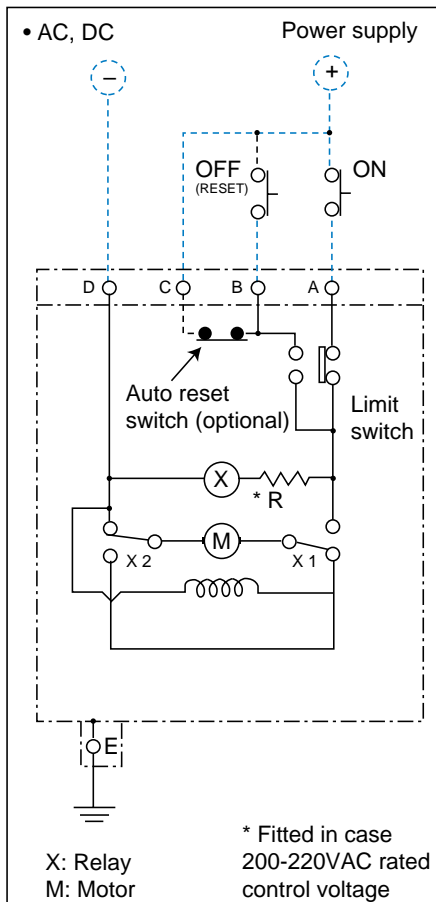 • AC, DC
Power supply
–
+
OFF
(RESET)
ON
D
C
B
A
Auto reset
switch (optional)
Limit
switch
X
* R
M
X 2
X 1
E
X: Relay
M: Motor
* Fitted in case
200-220VAC rated
control voltage